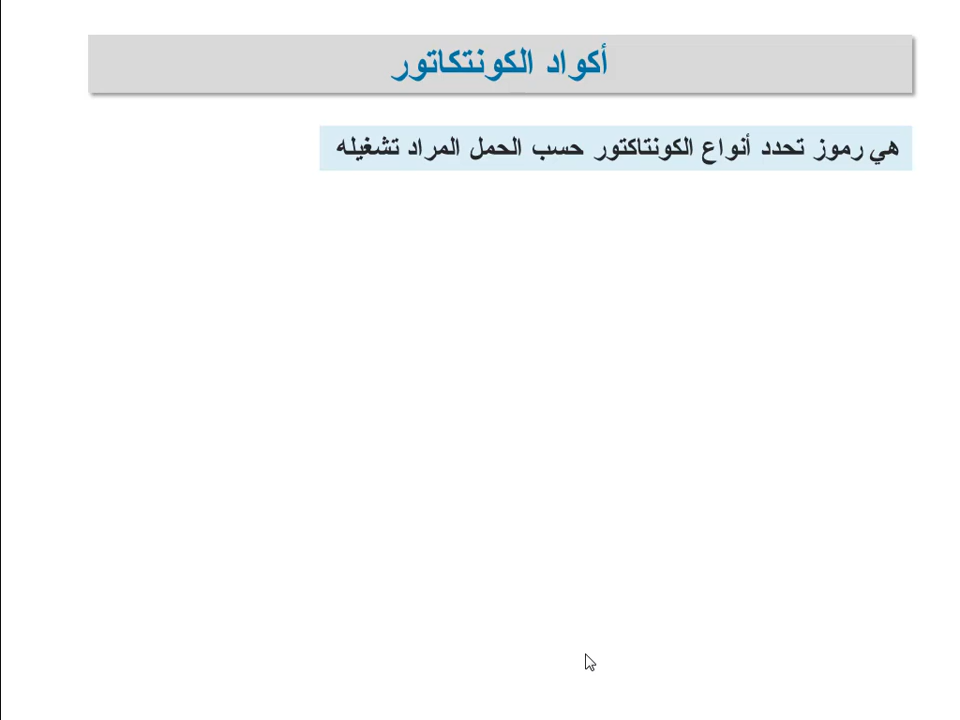 أكواد الكونتكاتور
هي رموز تحدد أنواع الكونتاكتور حسب الحمل المراد تشغيله